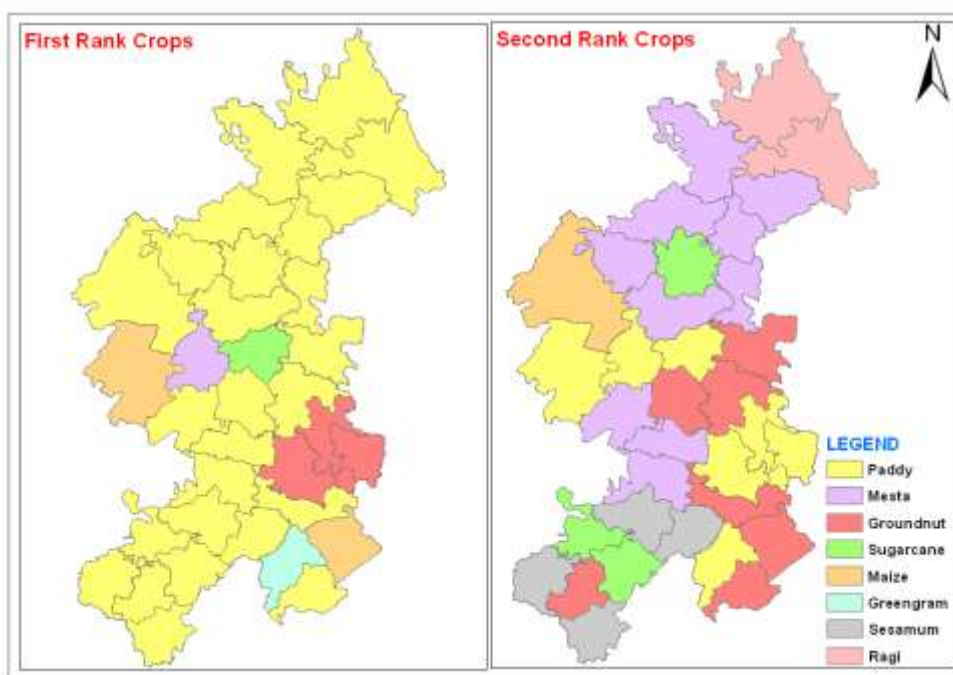 First Rank Crops
Second Rank Crops
N
LEGEND
Paddy
Mesta
Groundnut
Sugarcane
Maize
Greengram
Sesamum
Ragi